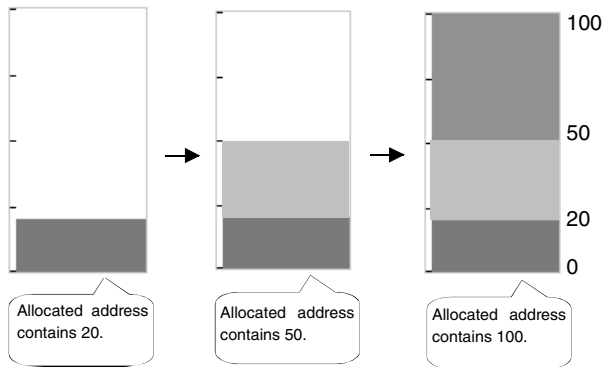 100
50
20
0
Allocated address
contains 20.
Allocated address
contains 50.
Allocated address
contains 100.